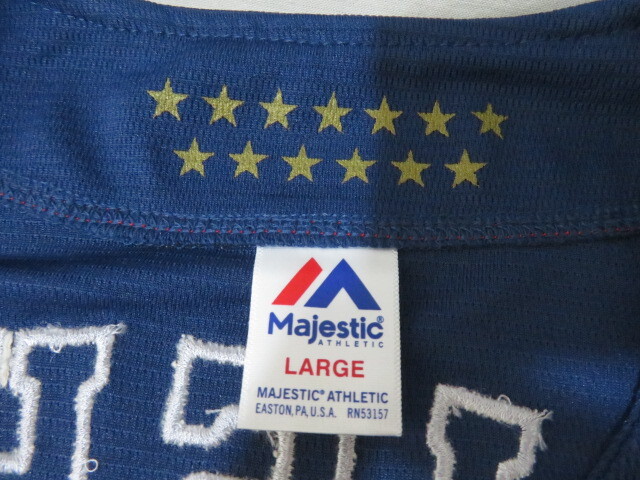 Majestic®
ATHLETIC
LARGE
MAJESTIC® ATHLETIC
EASTON, PA, U.S.A. RN53157